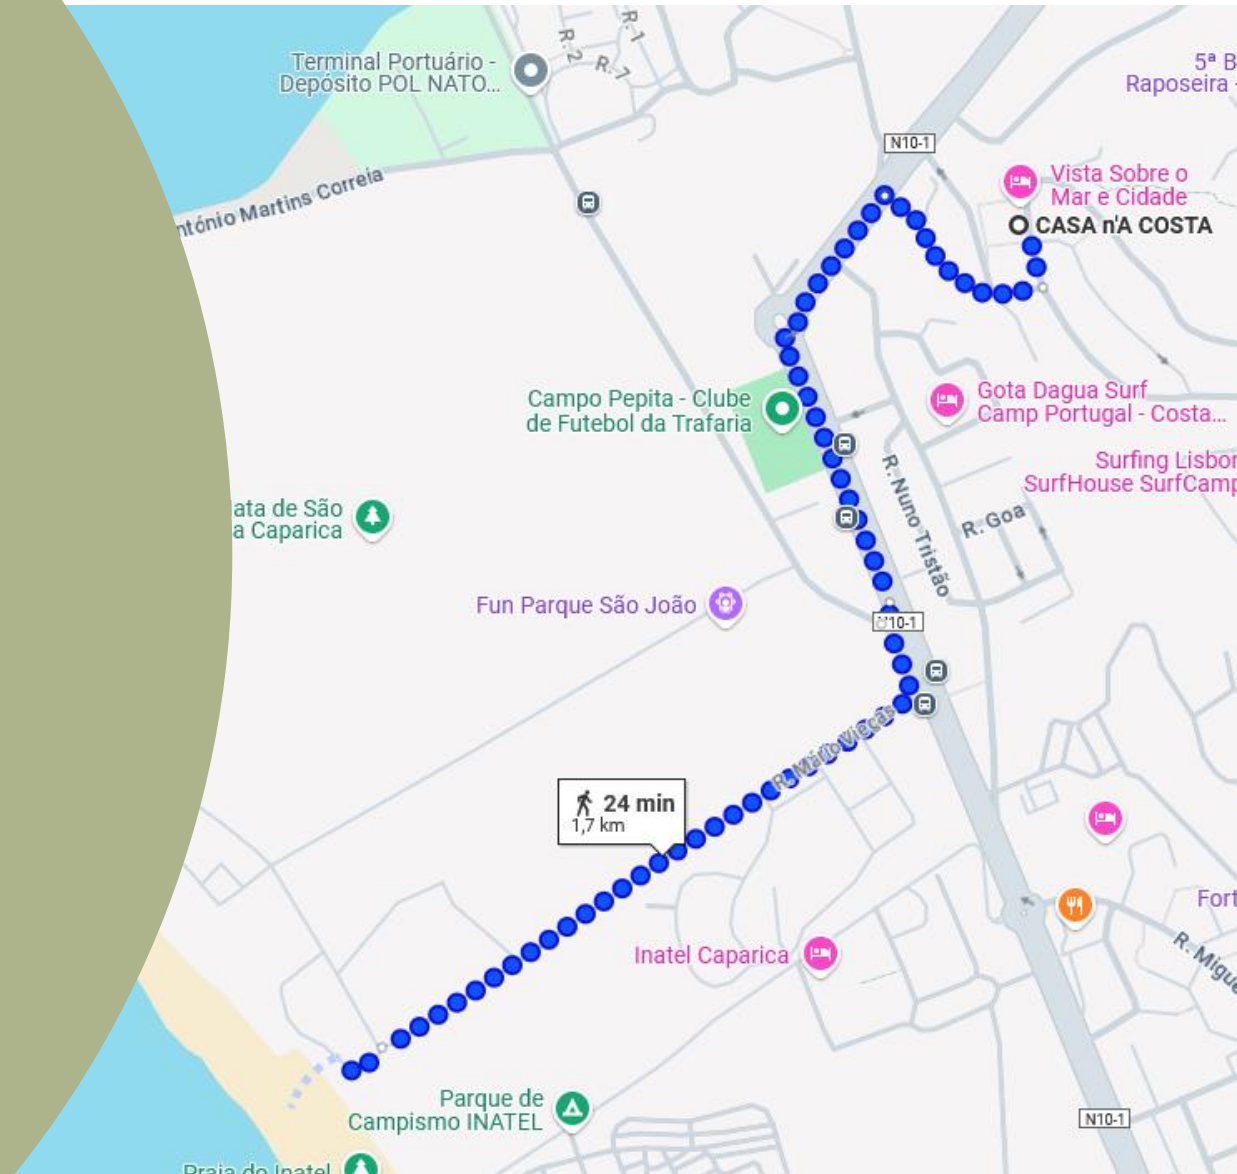 Terminal Portuário -
Depósito POL NATO...
R. 2
R. 1
R. 7
5ª B
Raposeira -
N10-1
ntónio Martins Correia
Vista Sobre o
Mar e Cidade
CASA n'A COSTA
Campo Pepita - Clube
de Futebol da Trafaria
Gota Dagua Surf
Camp Portugal - Costa...
Surfing Lisbon
SurfHouse SurfCamp
R. Nuno Tristão
R. Goa
ata de São
a Caparica
Fun Parque São João
N10-1
R. Mário Viegas
24 min
1,7 km
Inatel Caparica
Fort
R. Migue
Parque de
Campismo INATEL
N10-1
Praia do Inatel